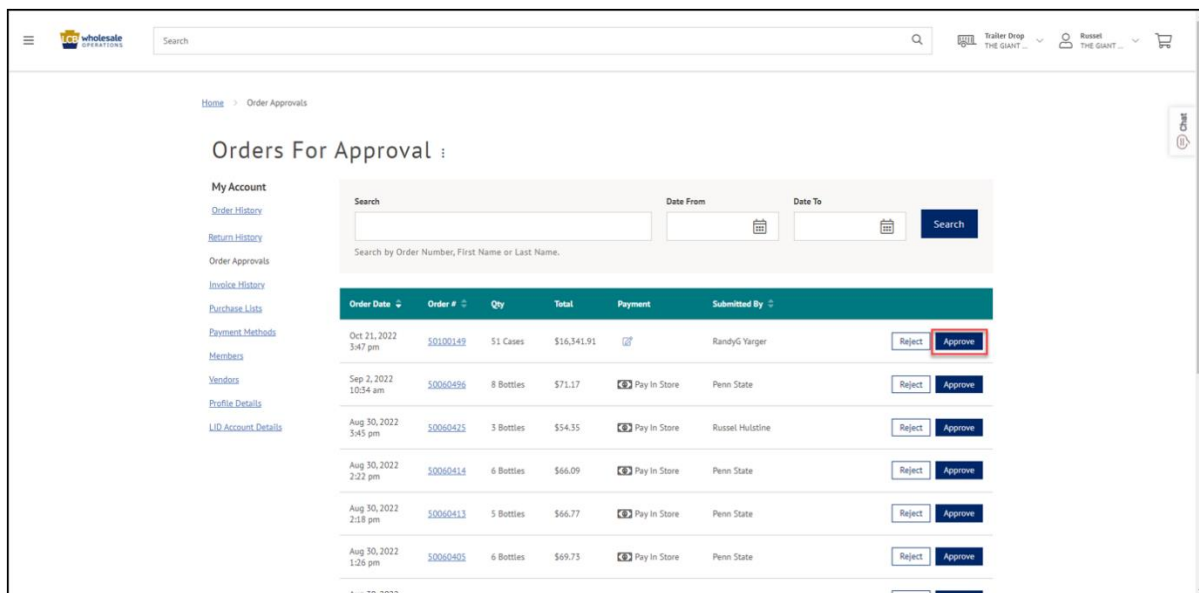 LCB wholesale
OPERATIONS
Search
Trailer Drop
THE GIANT ...
Russel
THE GIANT ...
Chat
Home > Order Approvals
Orders For Approval
My Account
Order History
Return History
Order Approvals
Invoice History
Purchase Lists
Payment Methods
Members
Vendors
Profile Details
LID Account Details
Search
Date From
Date To
Search
Search by Order Number, First Name or Last Name.
Order Date Order # Qty Total Payment Submitted By
Oct 21, 2022
3:47 pm
50100149 51 Cases $16,341.91 RandyG Yarger Reject Approve
Sep 2, 2022
10:34 am
50060496 8 Bottles $71.17 Pay In Store Penn State Reject Approve
Aug 30, 2022
3:45 pm
50060425 3 Bottles $54.35 Pay In Store Russel Hulstine Reject Approve
Aug 30, 2022
2:22 pm
50060414 6 Bottles $66.09 Pay In Store Penn State Reject Approve
Aug 30, 2022
2:18 pm
50060413 5 Bottles $66.77 Pay In Store Penn State Reject Approve
Aug 30, 2022
1:26 pm
50060405 6 Bottles $69.73 Pay In Store Penn State Reject Approve